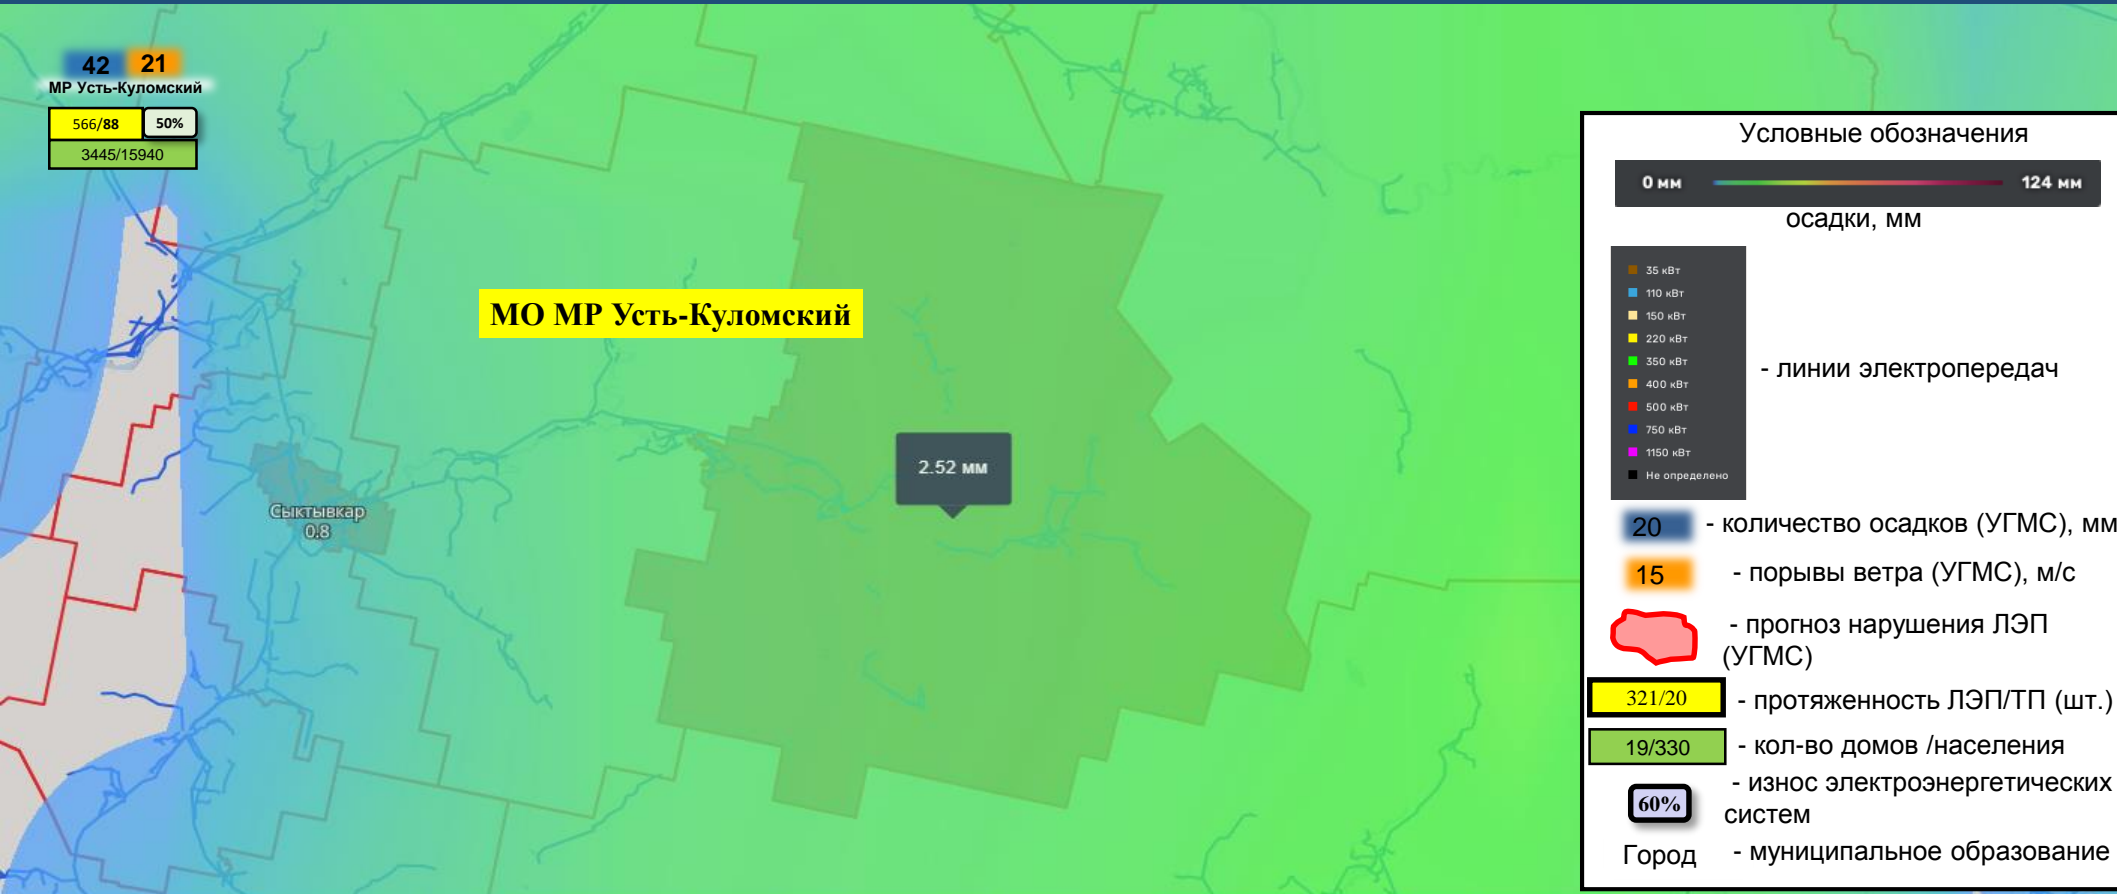 42 21
МР Усть-Куломский
566/88 50%
3445/15940
МО МР Усть-Куломский
2.52 мм
Сыктывкар
0.8
Условные обозначения
0 мм 124 мм
осадки, мм
35 кВт
110 кВт
150 кВт
220 кВт
350 кВт
400 кВт
500 кВт
750 кВт
1150 кВт
Не определено
- линии электропередач
20 - количество осадков (УГМС), мм
15 - порывы ветра (УГМС), м/с
- прогноз нарушения ЛЭП
(УГМС)
321/20 - протяженность ЛЭП/ТП (шт.)
19/330 - кол-во домов /населения
- износ электроэнергетических
60%
систем
Город - муниципальное образование